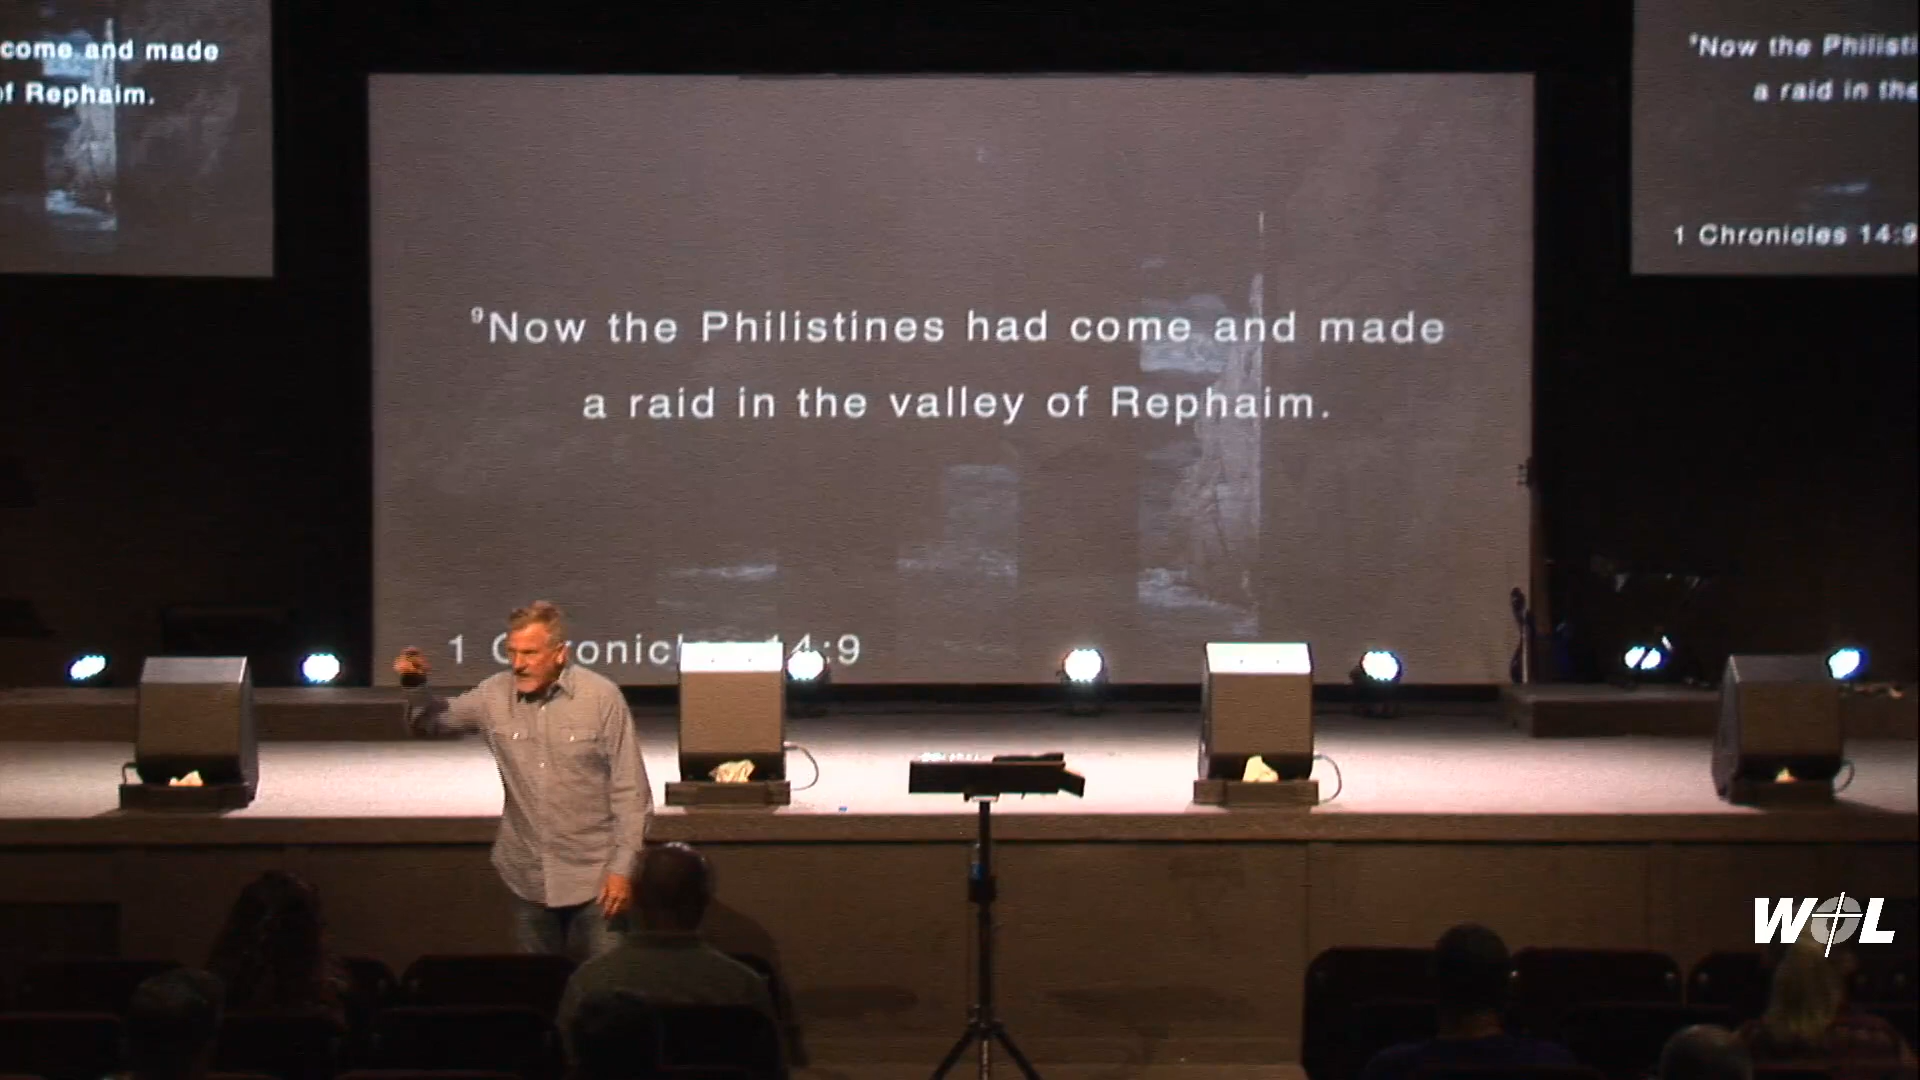 come and made
of Rephaim.
⁹Now the Philistines had come and made
a raid in the valley of Rephaim.
1 Chronicles 14:9
⁹Now the Philisti
a raid in the
1 Chronicles 14:9
WOL